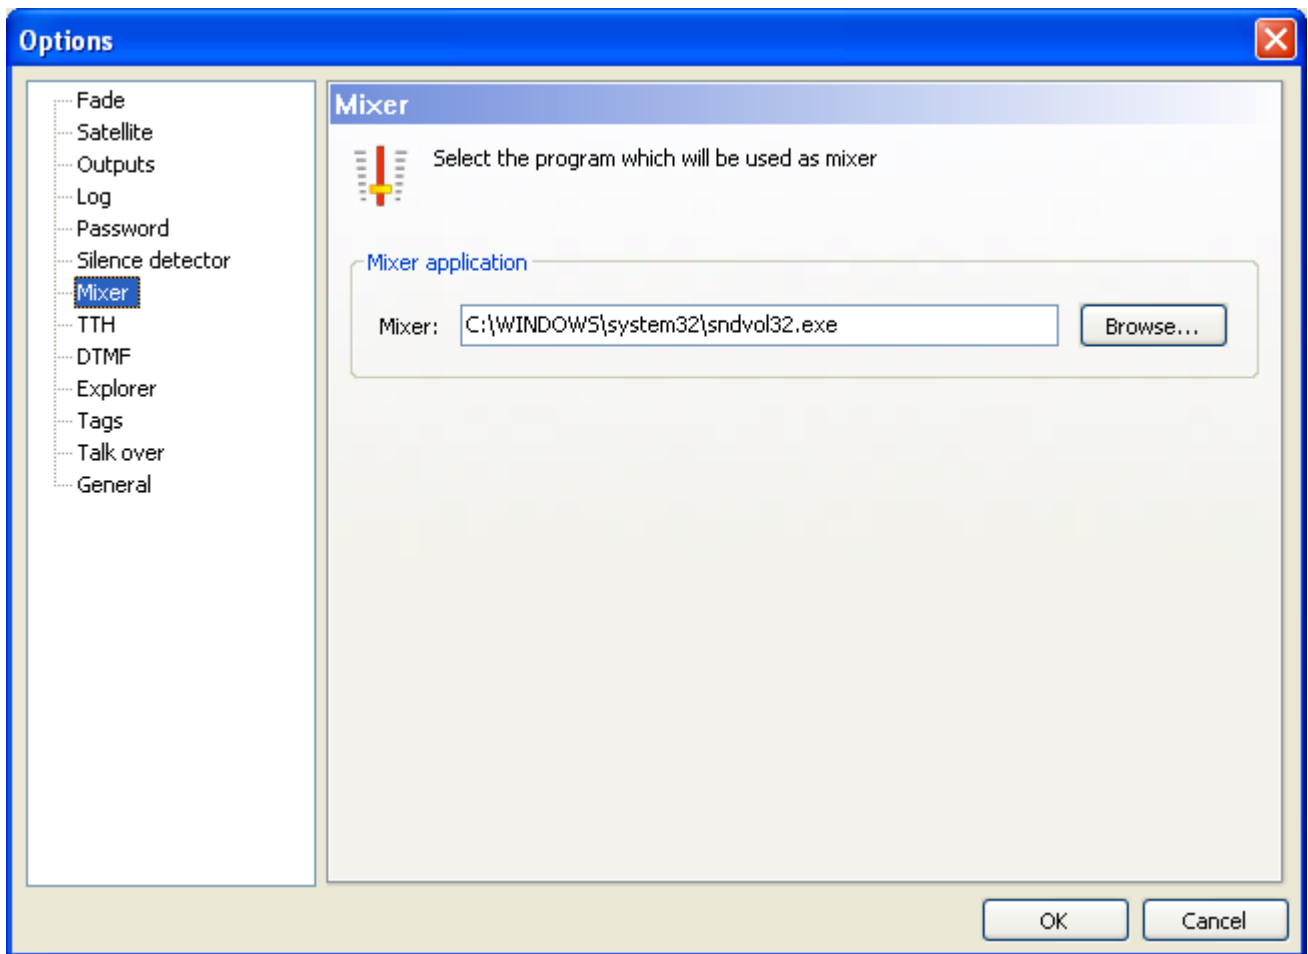 Options
Fade
Satellite
Outputs
Log
Password
Silence detector
Mixer
TTH
DTMF
Explorer
Tags
Talk over
General
Mixer
Select the program which will be used as mixer
Mixer application
Mixer: C:\WINDOWS\system32\sndvol32.exe Browse...
OK Cancel